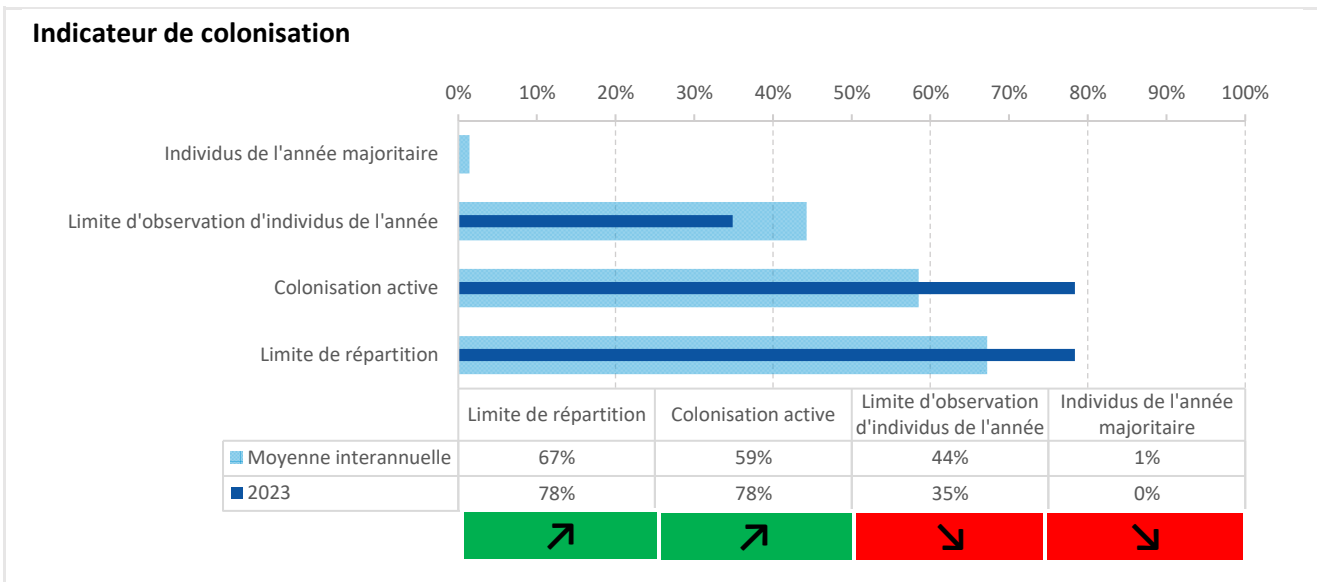 Indicateur de colonisation
0% 10% 20% 30% 40% 50% 60% 70% 80% 90% 100%
Individus de l'année majoritaire
Limite d'observation d'individus de l'année
Colonisation active
Limite de répartition
Limite de répartition Colonisation active Limite d'observation d'individus de l'année Individus de l'année majoritaire
Moyenne interannuelle 67% 59% 44% 1%
2023 78% 78% 35% 0%